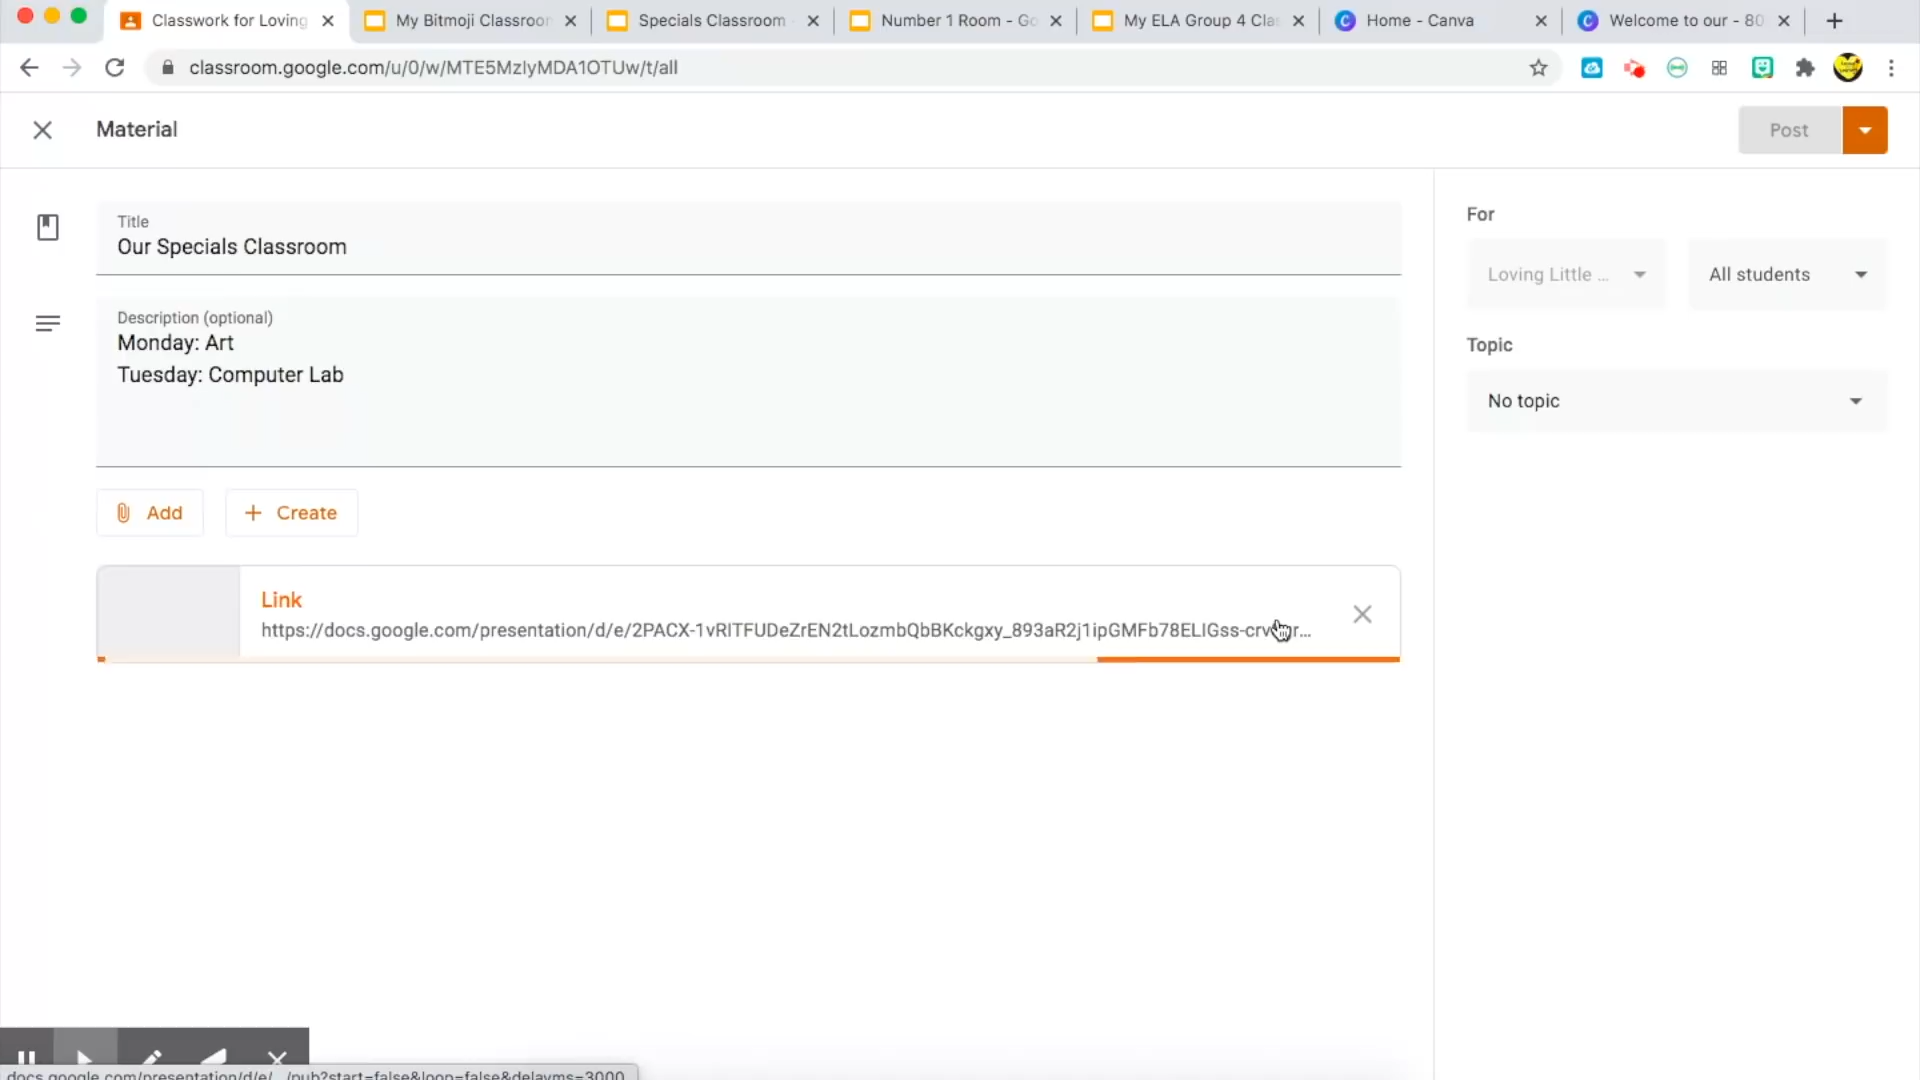 Classwork for Loving
My Bitmoji Classroom
Specials Classroom
Number 1 Room - Go
My ELA Group 4 Clas
Home - Canva
Welcome to our - 80
classroom.google.com/u/0/w/MTE5MzIyMDA1OTUw/t/all
Material
Post
Title
Our Specials Classroom
Description (optional)
Monday: Art
Tuesday: Computer Lab
Add
Create
Link
https://docs.google.com/presentation/d/e/2PACX-1vRITFUDeZrEN2tLozmbQbBKckgxy_893aR2j1ipGMFb78ELIGss-crv
For
Loving Little ...
All students
Topic
No topic
docs.google.com/presentation/d/e/.../pub?start=false&loop=false&delayms=3000